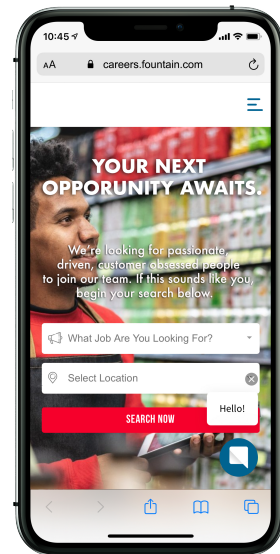 10:45
AA careers.fountain.com
YOUR NEXT
OPPORUNITY AWAITS.
We're looking for passionate,
driven, customer obsessed people
to join our team. If this sounds like you,
begin your search below.
What Job Are You Looking For?
Select Location
Hello!
SEARCH NOW